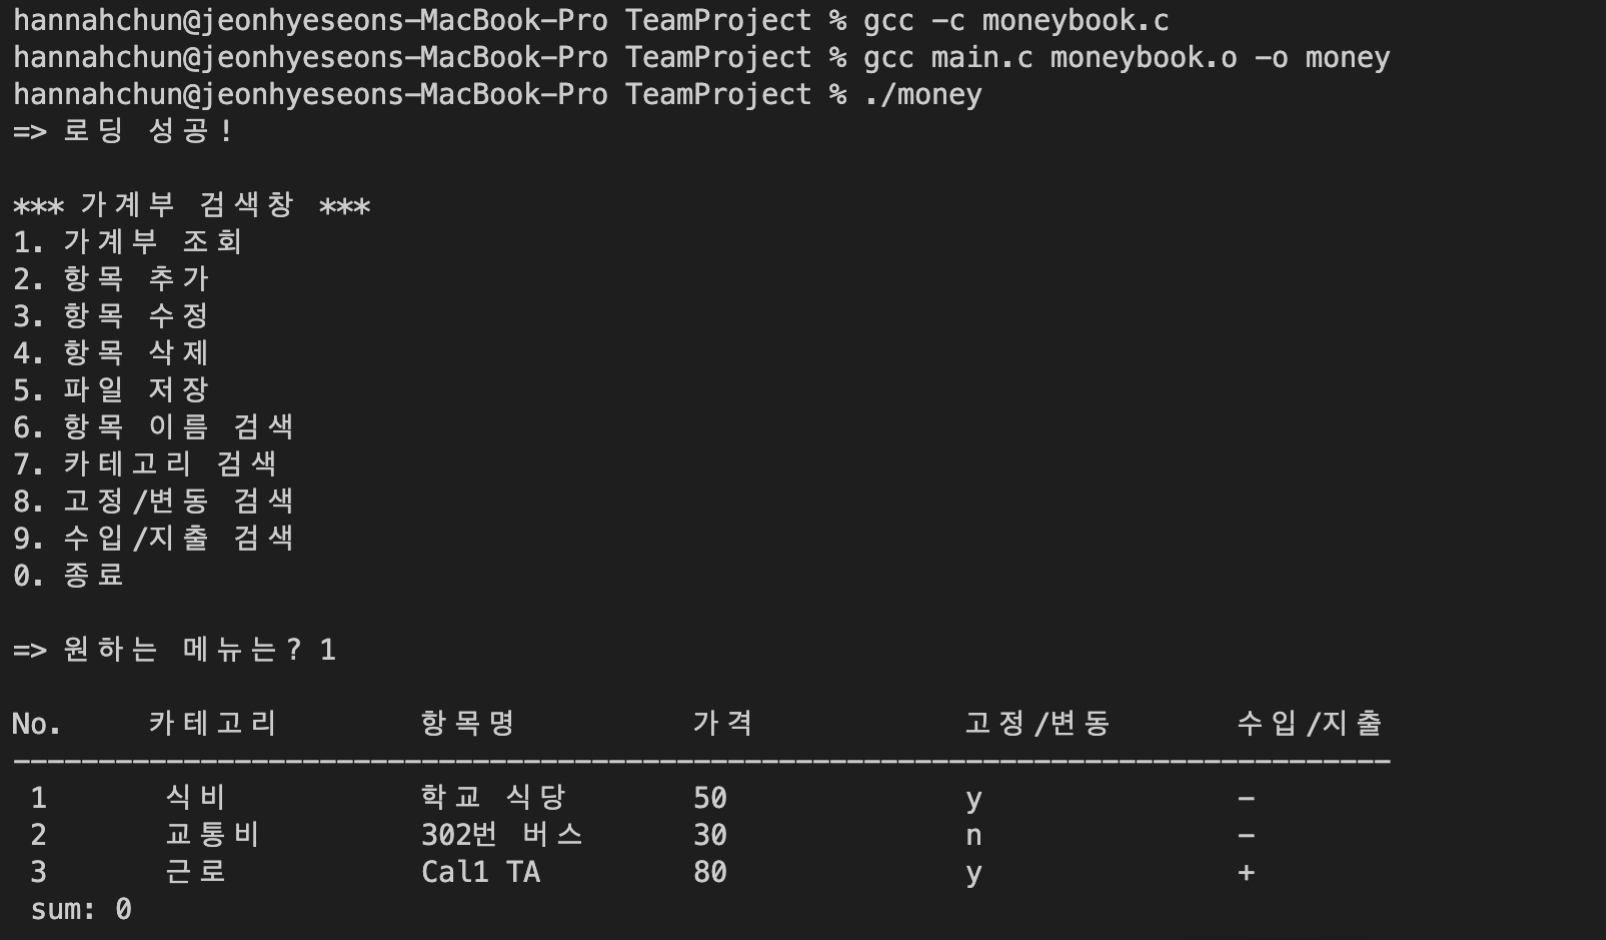 hannahchun@jeonhyeseons-MacBook-Pro TeamProject % gcc -c moneybook.c
hannahchun@jeonhyeseons-MacBook-Pro TeamProject % gcc main.c moneybook.o -o money
hannahchun@jeonhyeseons-MacBook-Pro TeamProject % ./money
=> 로딩 성공!
*** 가계부 검색창 ***
1. 가계부 조회
2. 항목 추가
3. 항목 수정
4. 항목 삭제
5. 파일 저장
6. 항목 이름 검색
7. 카테고리 검색
8. 고정/변동 검색
9. 수입/지출 검색
0. 종료
=> 원하는 메뉴는? 1
No. 카테고리 항목명 가격 고정/변동 수입/지출
---------------------------------------------------------------------------------
1 식비 학교 식당 50 y -
2 교통비 302번 버스 30 n -
3 근로 Cal1 TA 80 y +
sum: 0